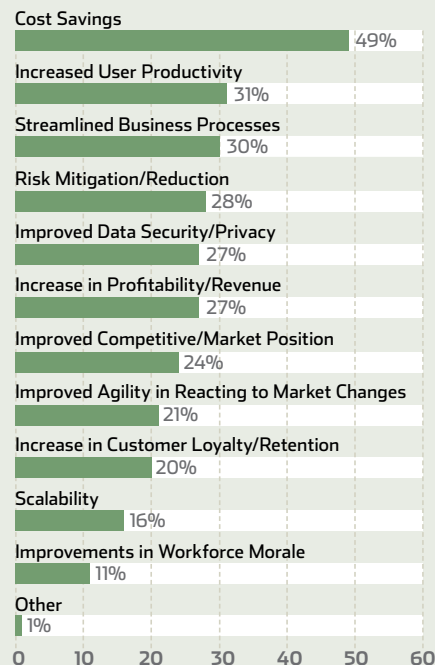 Cost Savings
49%
Increased User Productivity
31%
Streamlined Business Processes
30%
Risk Mitigation/Reduction
28%
Improved Data Security/Privacy
27%
Increase in Profitability/Revenue
27%
Improved Competitive/Market Position
24%
Improved Agility in Reacting to Market Changes
21%
Increase in Customer Loyalty/Retention
20%
Scalability
16%
Improvements in Workforce Morale
11%
Other
1%
0 10 20 30 40 50 60